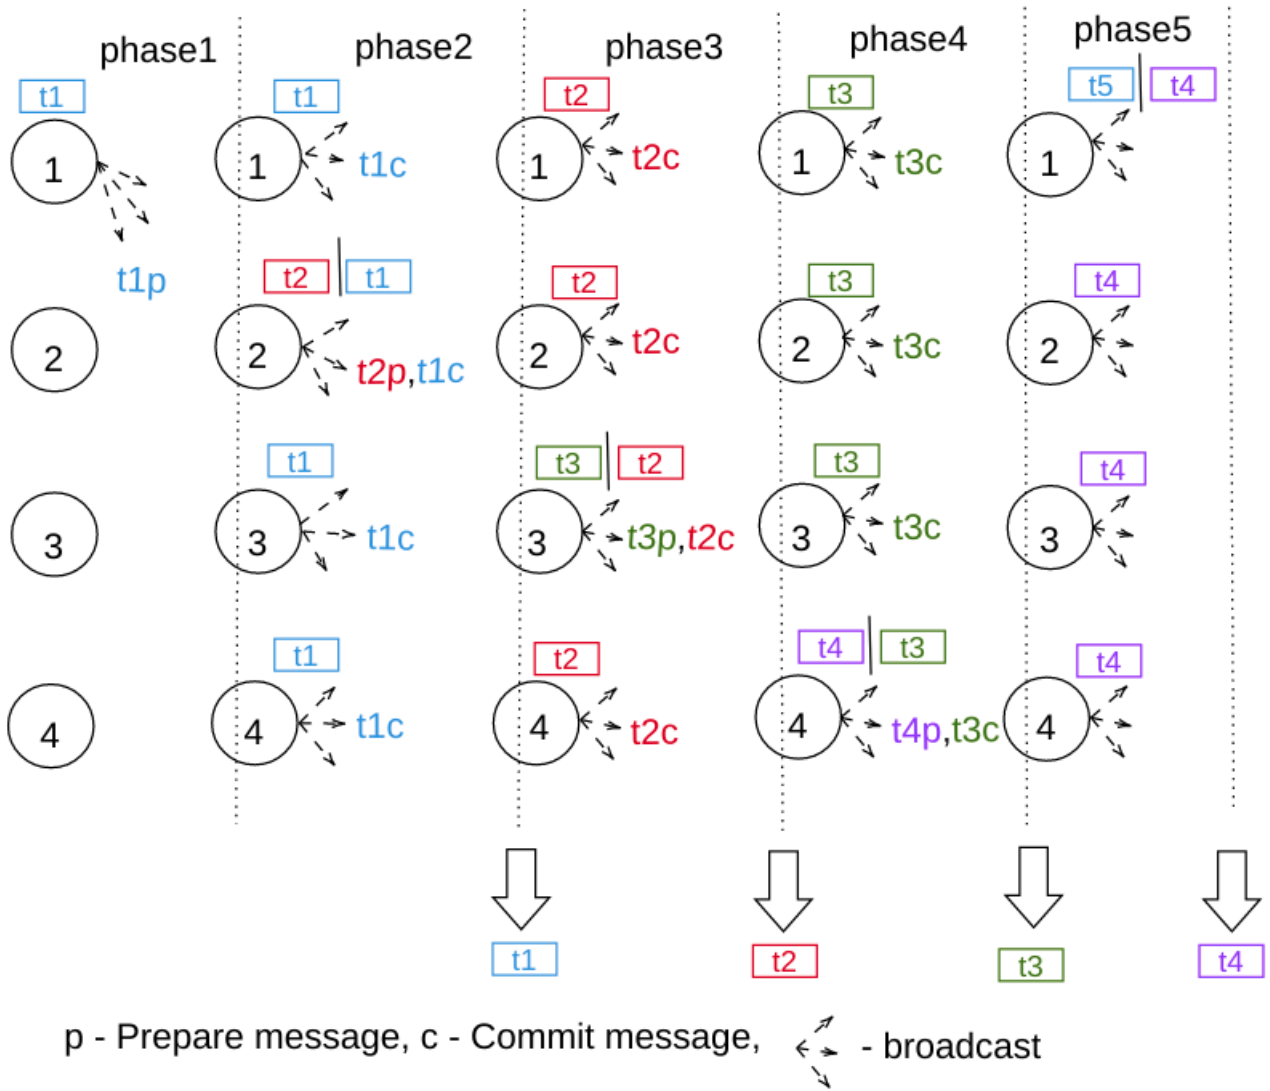 phase1 phase2 phase3 phase4 phase5
t1 t1 t2 t3 t5 t4
1 1 t1c 1 t2c 1 t3c 1
t1p t2 t1 t2 t3 t4
2 2 t2p,t1c 2 t2c 2 t3c 2
t1 t3 t2 t3 t4
3 3 t1c 3 t3p,t2c 3 t3c 3
t1 t2 t4 t3 t4
4 4 t1c 4 t2c 4 t4p,t3c 4
t1 t2 t3 t4
p - Prepare message, c - Commit message, - broadcast